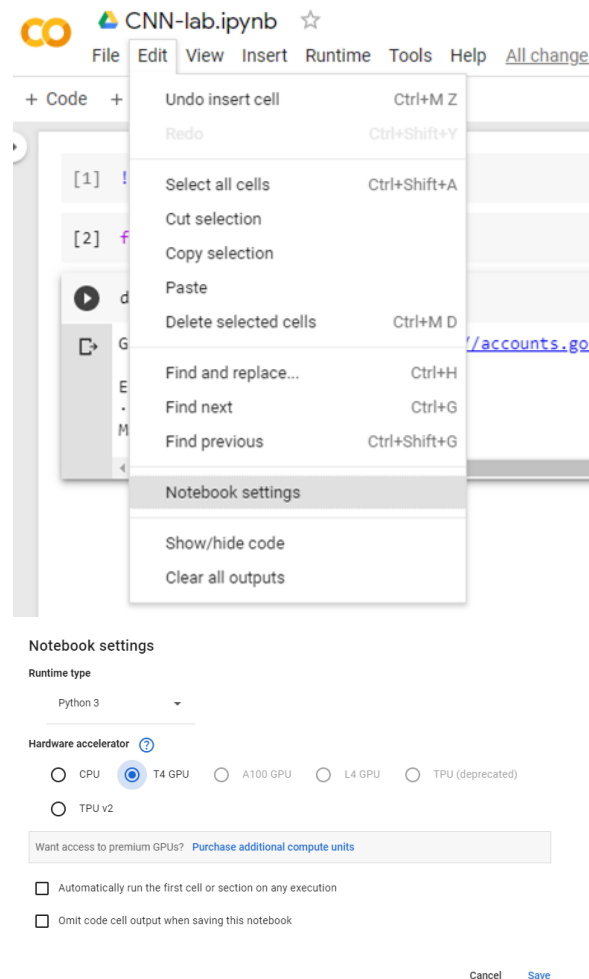 CNN-lab.ipynb
File Edit View Insert Runtime Tools Help All change
+ Code +
Undo insert cell Ctrl+M Z
Redo Ctrl+Shift+Y
[1] !
Select all cells Ctrl+Shift+A
Cut selection
[2] f
Copy selection
Paste
d
Delete selected cells Ctrl+M D
G //accounts.go
Find and replace... Ctrl+H
E
Find next Ctrl+G
.
M
Find previous Ctrl+Shift+G
Notebook settings
Show/hide code
Clear all outputs
Notebook settings
Runtime type
Python 3
Hardware accelerator ?
CPU T4 GPU A100 GPU L4 GPU TPU (deprecated)
TPU v2
Want access to premium GPUs? Purchase additional compute units
Automatically run the first cell or section on any execution
Omit code cell output when saving this notebook
Cancel Save